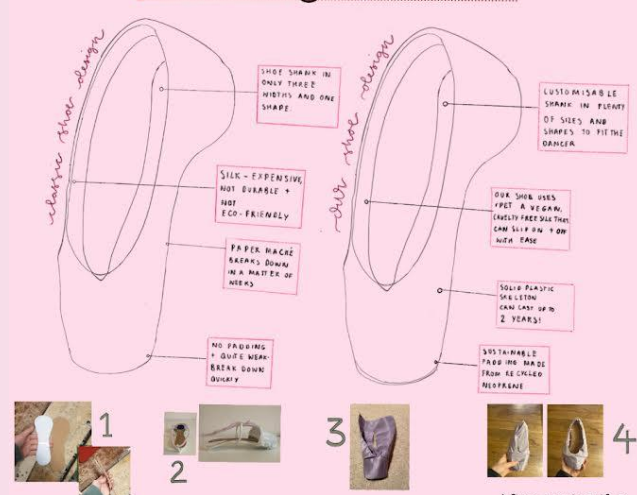 classic shoe design
SHOE SHANK IN
ONLY THREE
WIDTHS AND ONE
SHAPE.
SILK - EXPENSIVE,
NOT DURABLE +
NOT
ECO-FRIENDLY
PAPER MACRÉ
BREAKS DOWN
IN A MATTER OF
WEEKS
NO PADDING
+ QUITE WEAK-
BREAK DOWN
QUICKLY
our shoe design
CUSTOMISABLE
SHANK IN PLENTY
OF SIZES AND
SHAPES TO FIT THE
DANCER
OUR SHOE USES
rPET A VEGAN,
CRUELTY FREE SILK THAT
CAN SLIP ON + OFF
WITH EASE
SOLID PLASTIC
SKELETON
CAN LAST UP TO
2 YEARS!
SUSTAINABLE
PADDING MADE
FROM RECYCLED
NEOPRENE
1
2
3
4